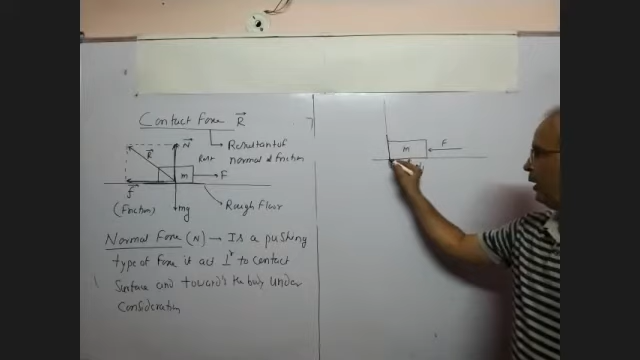 Contact Force R
Resultant of
normal & friction
N
R
Rest
m
F
f
(Friction)
mg
Rough Floor
Normal Force (N) → Is a pushing
type of Force it act ⊥r to contact
Surface and towards the body under
consideration
m
F